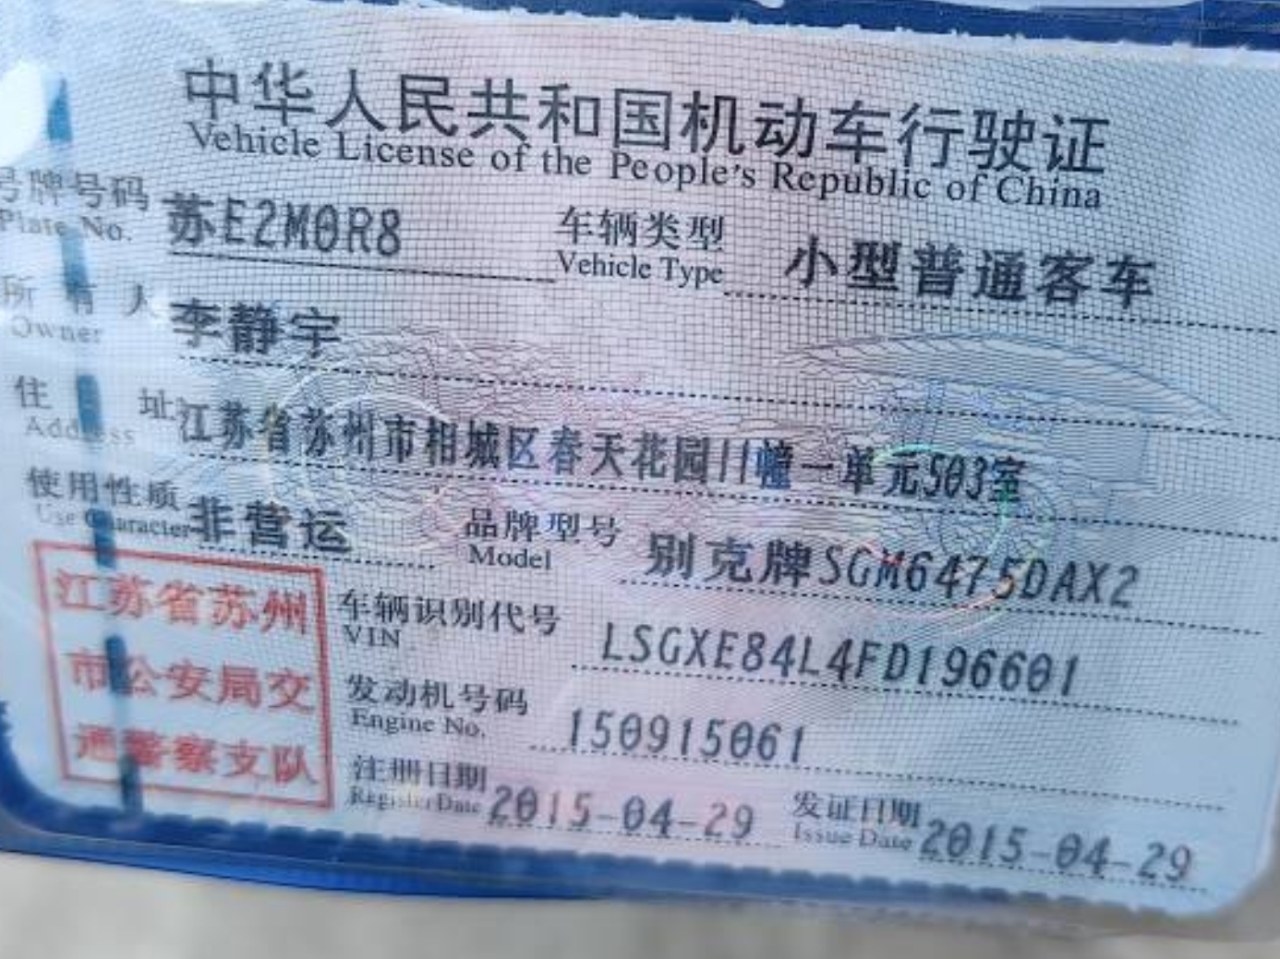 中华人民共和国机动车行驶证
Vehicle License of the People's Republic of China
号牌号码 苏E2M0R8 车辆类型 小型普通客车
Plate No. Vehicle Type
所有人 李静宇
Owner
住址 江苏省苏州市相城区春天花园11幢一单元503室
Address
使用性质 非营运 品牌型号 别克牌SGM6475DAX2
Use Character Model
江苏省苏州
市公安局交
通警察支队
车辆识别代号 LSGXE84L4FD196601
VIN
发动机号码 150915061
Engine No.
注册日期 2015-04-29 发证日期 2015-04-29
Register Date Issue Date